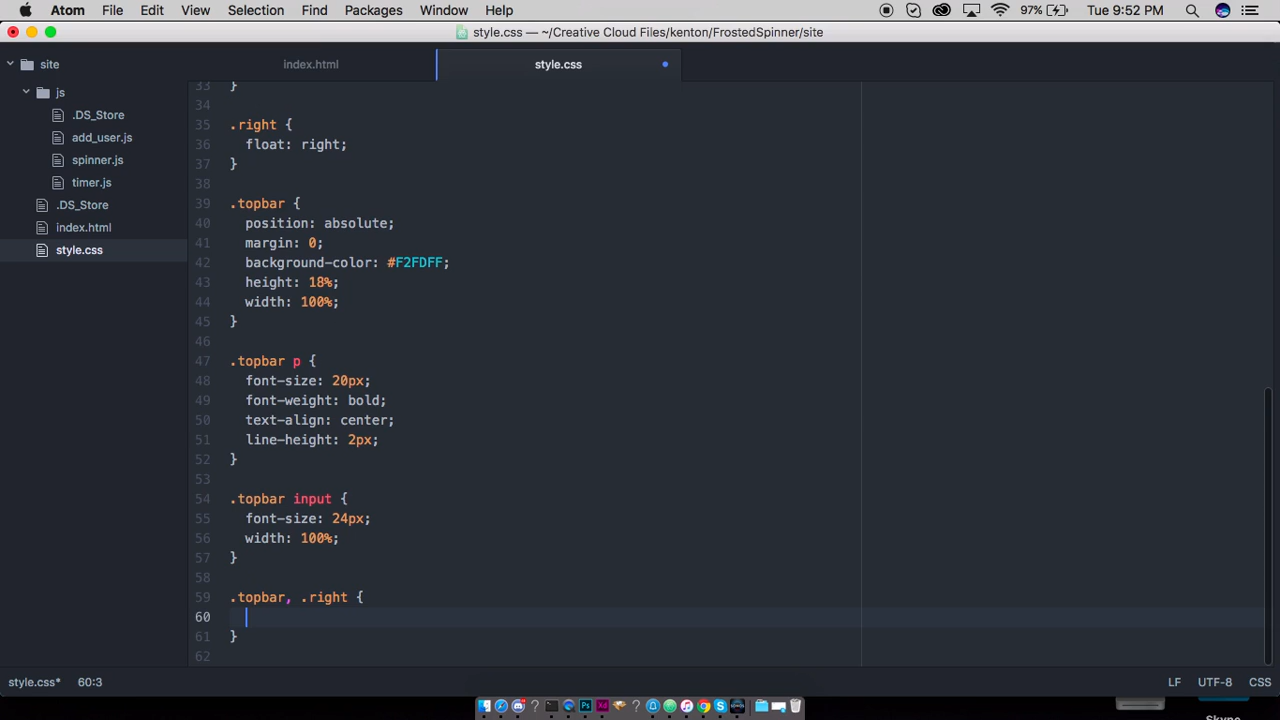 Atom File Edit View Selection Find Packages Window Help 97% Tue 9:52 PM
style.css — ~/Creative Cloud Files/kenton/FrostedSpinner/site
site
js
.DS_Store
add_user.js
spinner.js
timer.js
.DS_Store
index.html
style.css
index.html style.css
33 }
34
35 .right {
36 float: right;
37 }
38
39 .topbar {
40 position: absolute;
41 margin: 0;
42 background-color: #F2FDFF;
43 height: 18%;
44 width: 100%;
45 }
46
47 .topbar p {
48 font-size: 20px;
49 font-weight: bold;
50 text-align: center;
51 line-height: 2px;
52 }
53
54 .topbar input {
55 font-size: 24px;
56 width: 100%;
57 }
58
59 .topbar, .right {
60
61 }
62
style.css* 60:3 LF UTF-8 CSS